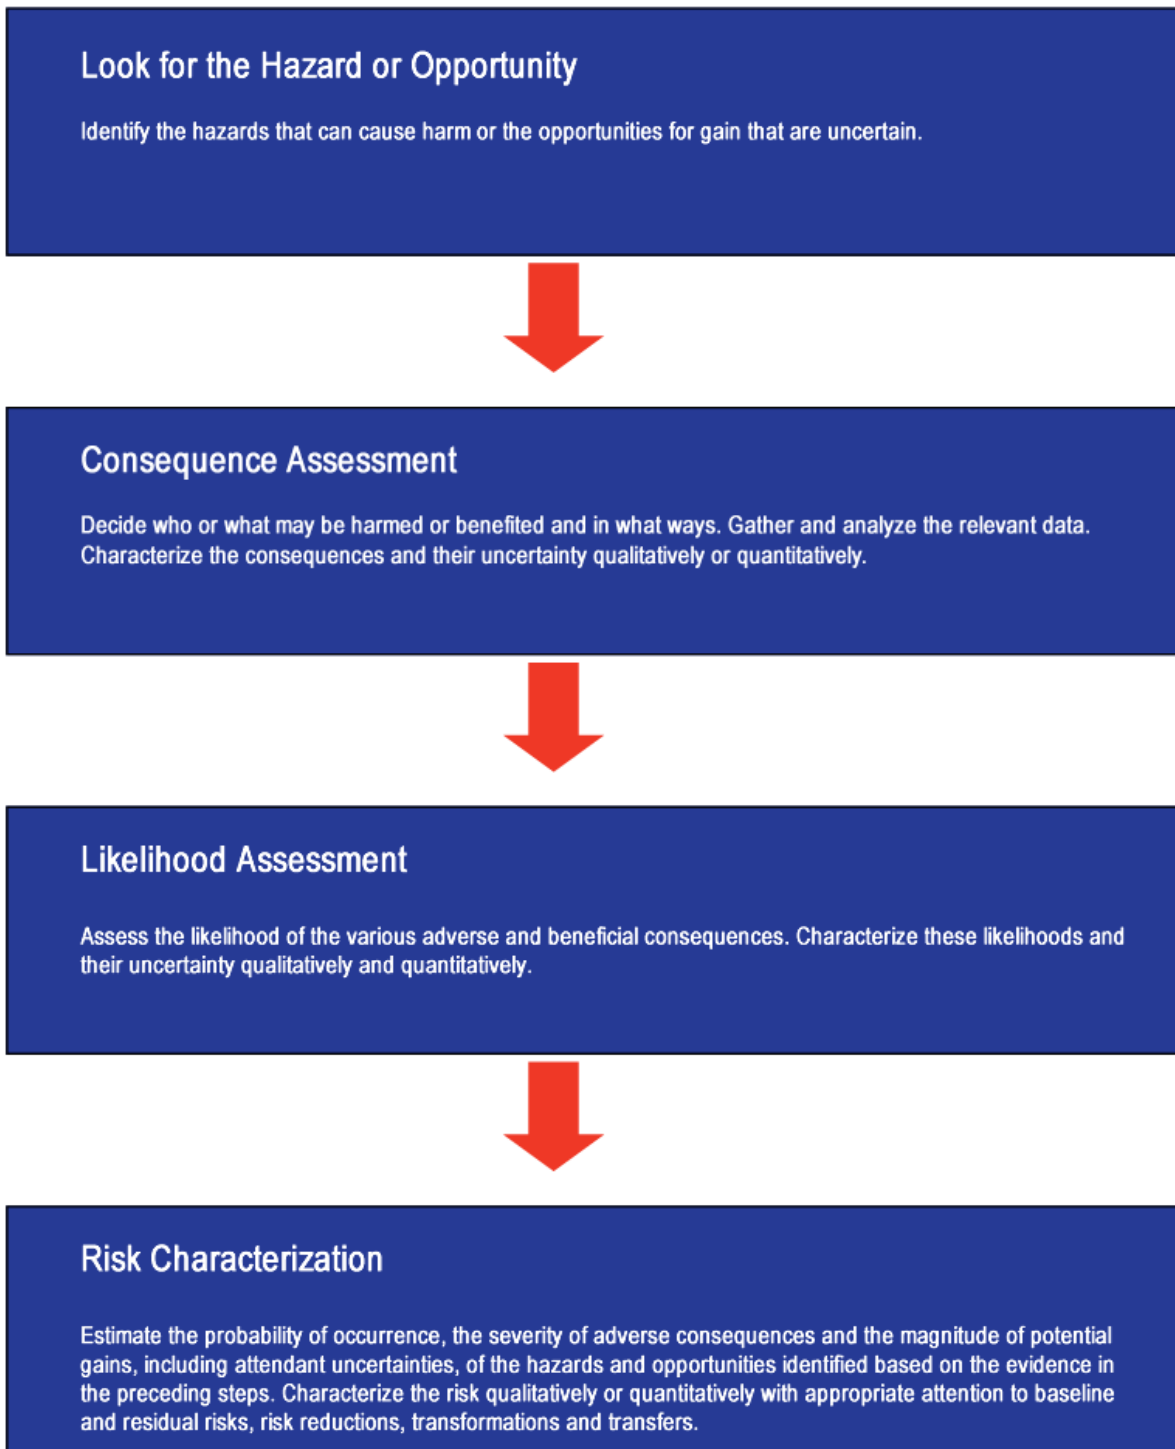 Look for the Hazard or Opportunity
Identify the hazards that can cause harm or the opportunities for gain that are uncertain.
Consequence Assessment
Decide who or what may be harmed or benefited and in what ways. Gather and analyze the relevant data.
Characterize the consequences and their uncertainty qualitatively or quantitatively.
Likelihood Assessment
Assess the likelihood of the various adverse and beneficial consequences. Characterize these likelihoods and
their uncertainty qualitatively and quantitatively.
Risk Characterization
Estimate the probability of occurrence, the severity of adverse consequences and the magnitude of potential
gains, including attendant uncertainties, of the hazards and opportunities identified based on the evidence in
the preceding steps. Characterize the risk qualitatively or quantitatively with appropriate attention to baseline
and residual risks, risk reductions, transformations and transfers.